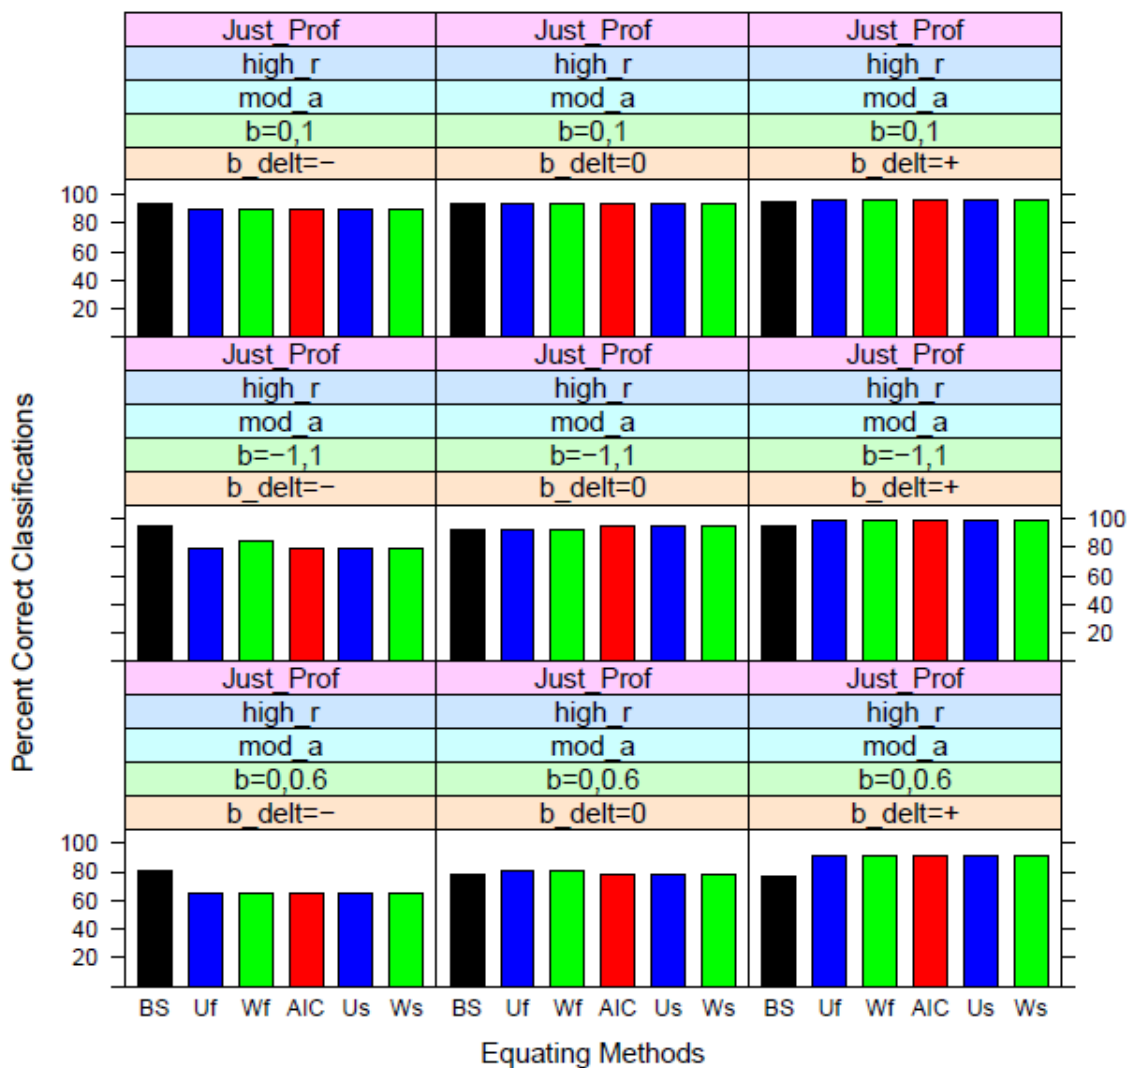 Just_Prof Just_Prof Just_Prof
high_r high_r high_r
mod_a mod_a mod_a
b=0,1 b=0,1 b=0,1
b_delt=− b_delt=0 b_delt=+
100
80
60
40
20
Just_Prof Just_Prof Just_Prof
high_r high_r high_r
mod_a mod_a mod_a
b=−1,1 b=−1,1 b=−1,1
b_delt=− b_delt=0 b_delt=+
100
80
60
40
20
Just_Prof Just_Prof Just_Prof
high_r high_r high_r
mod_a mod_a mod_a
b=0,0.6 b=0,0.6 b=0,0.6
b_delt=− b_delt=0 b_delt=+
100
80
60
40
20
BS Uf Wf AIC Us Ws BS Uf Wf AIC Us Ws BS Uf Wf AIC Us Ws
Equating Methods
Percent Correct Classifications